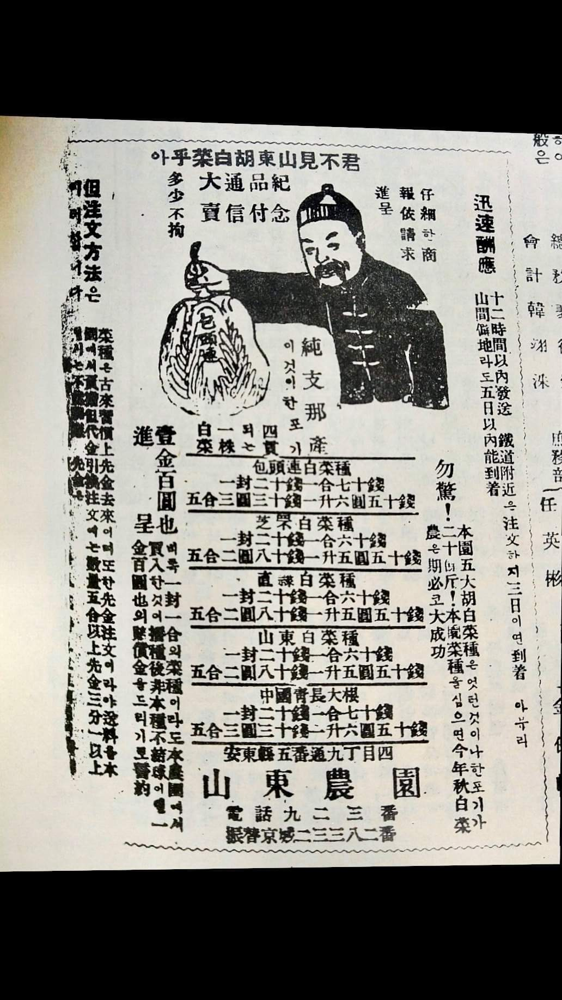 君不見山東胡白菜乎아
迅速酬應
十二時間以內發送
山間僻地라도五日以內能到着
鐵道附近은注文하지三日이면到着
아무리
仔細한商
報依請求
進呈
紀念
品付
通信
大賣
多少不拘
包頭連
純支那產
이것이한포기
四貫
되는
一株
白菜
勿驚!
本園五大胡白菜種은엇던것이나한포기가
二十四斤!本園菜種을심으면今年秋白菜
農은期必코大成功
包頭連白菜種
一封二十錢一合七十錢
五合三圓三十錢一升六圓五十錢
芝罘白菜種
一封二十錢一合六十錢
五合二圓八十錢一升五圓五十錢
直隷白菜種
一封二十錢一合六十錢
五合二圓八十錢一升五圓五十錢
山東白菜種
一封二十錢一合六十錢
五合二圓八十錢一升五圓五十錢
中國靑長大根
一封二十錢一合七十錢
五合三圓三十錢一升六圓五十錢
安東縣五番通九丁目四
山東農園
電話九二三番
振替京城二三三八二番
壹金百圓也
進呈
비록一封一合의菜種이라도本農園에서
買入한것이播種後非本種不結球이면一
金百圓也의賠償金을드리기로誓約
但注文方法은
菜種은古來習慣上先金去來이며또한先金注文이라야送料를本
園에서負擔但代金引換注文에는數量五合以上先金三分一以上
般은
會計韓
任英彬
庶務部